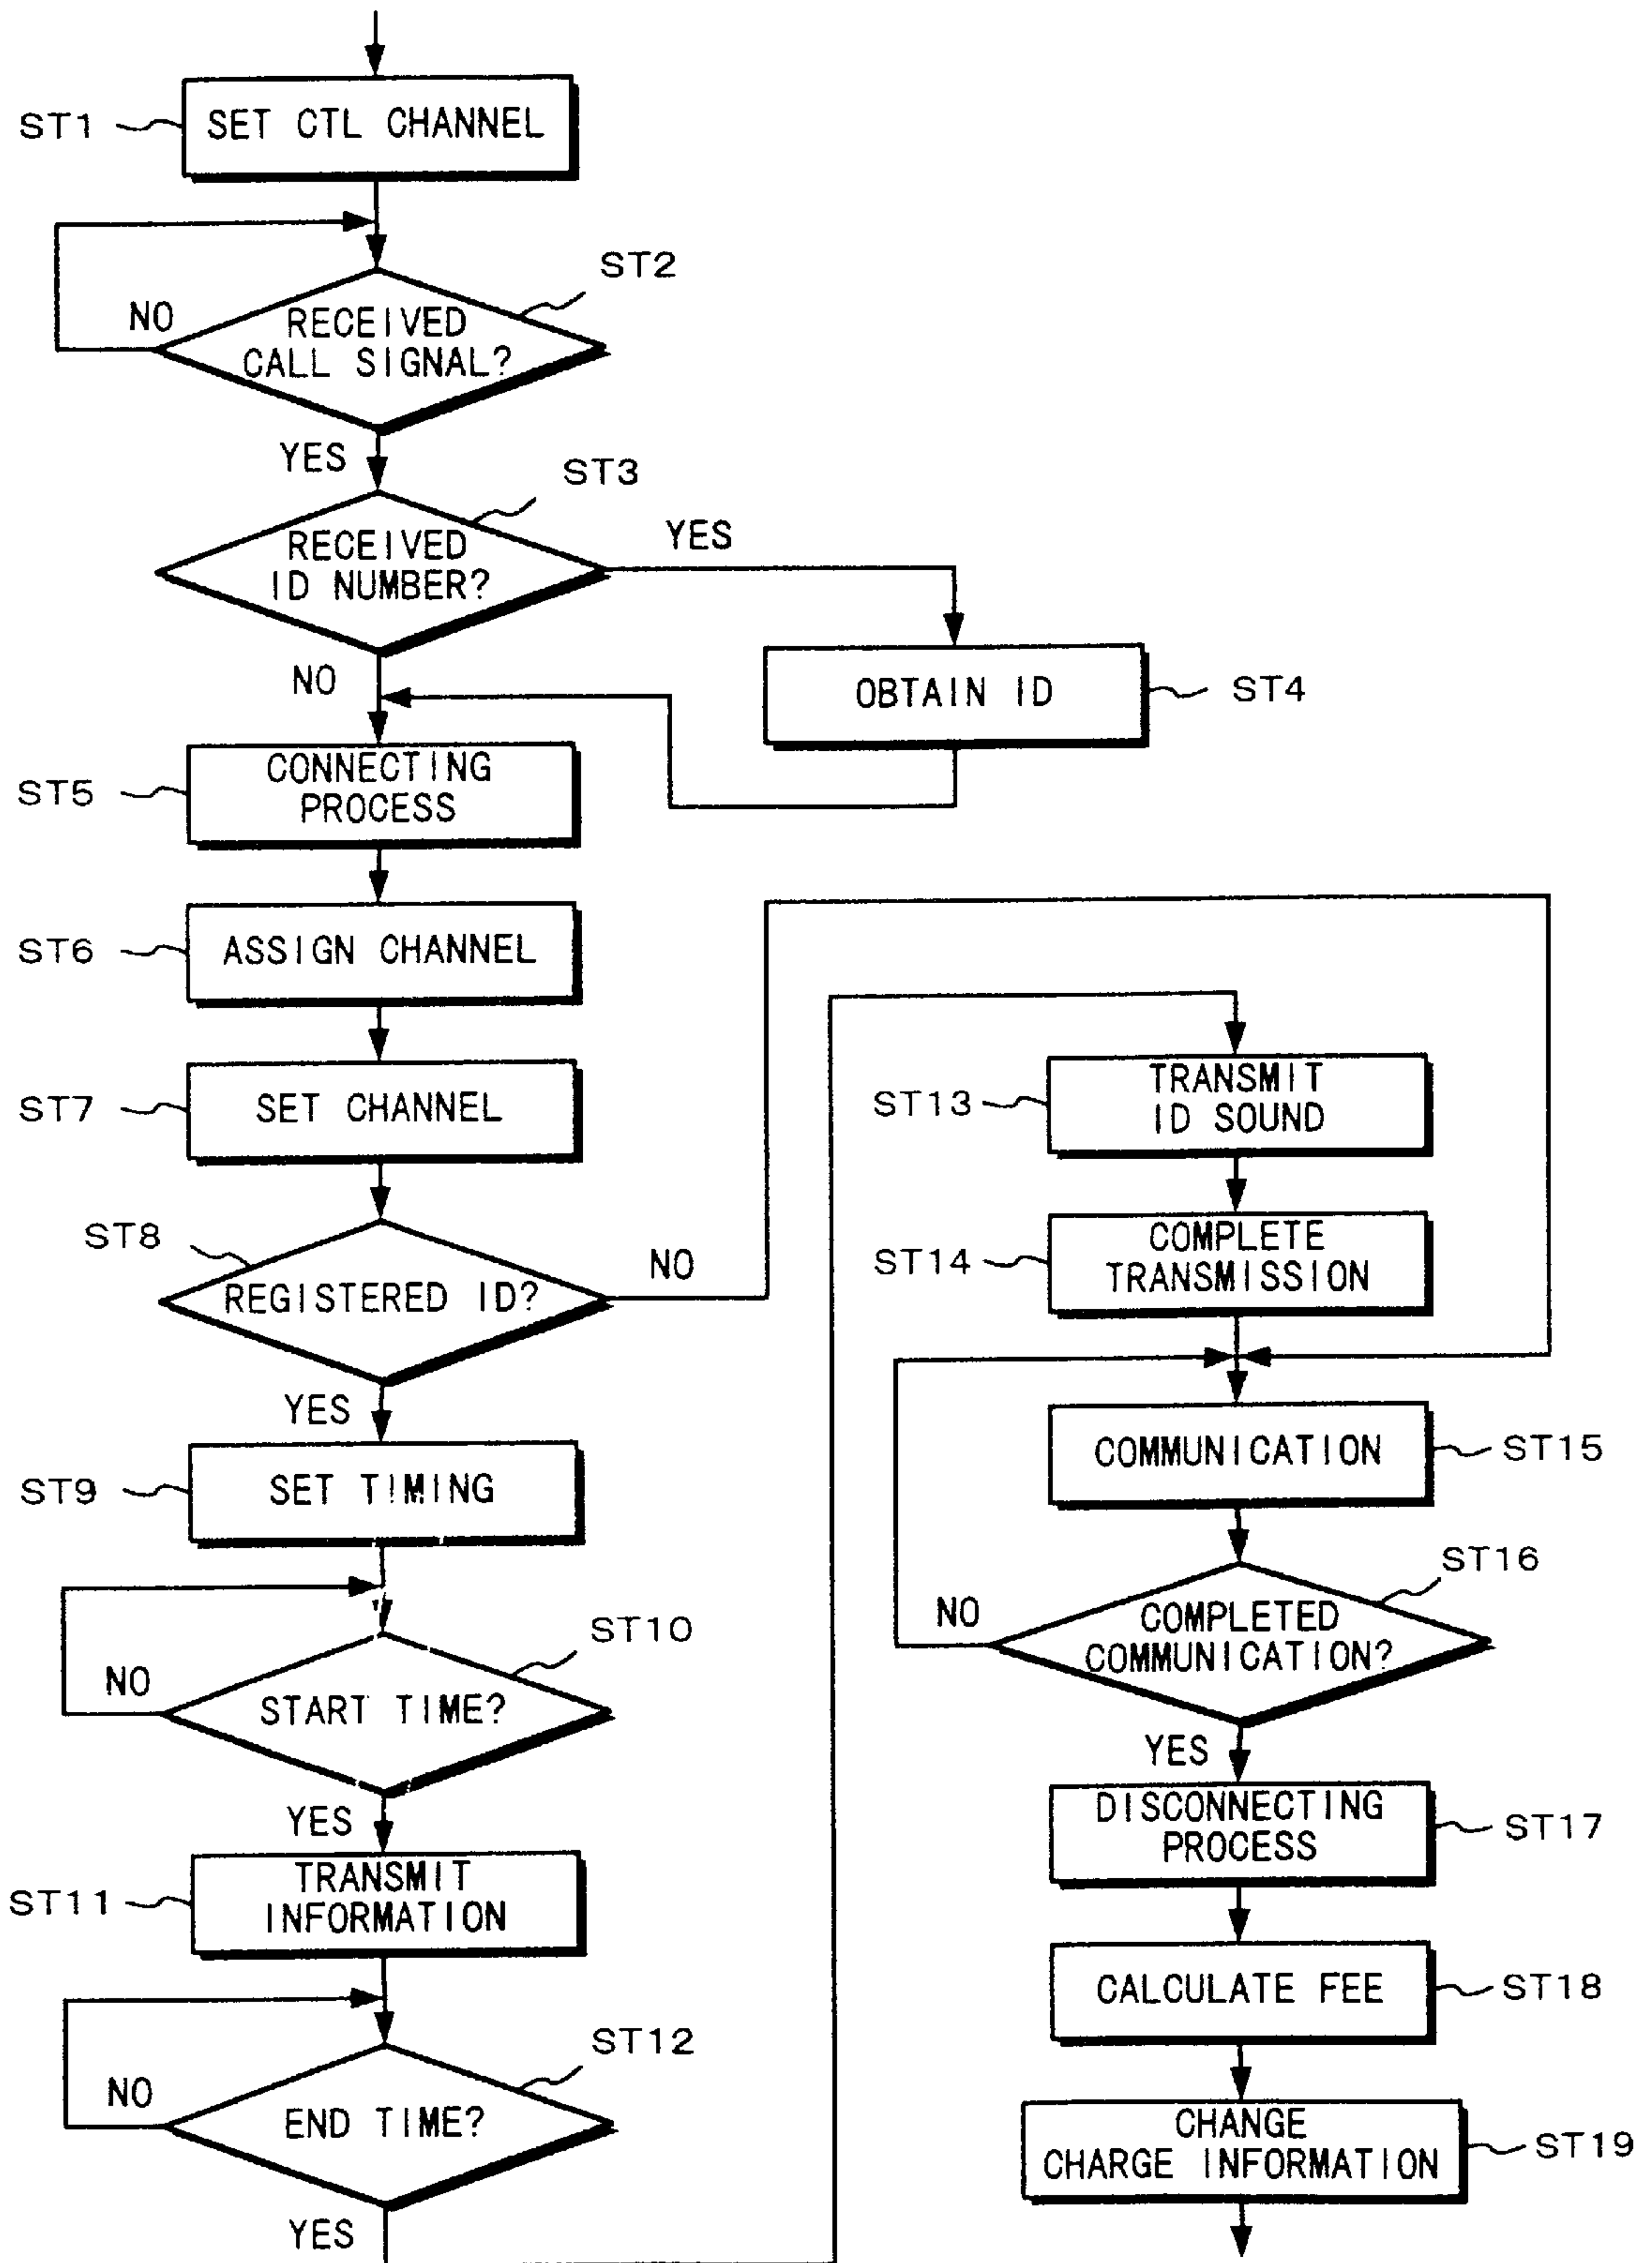 ST1
SET CTL CHANNEL
ST2
NO
RECEIVED
CALL SIGNAL?
YES
ST3
RECEIVED
ID NUMBER?
YES
NO
OBTAIN ID
ST4
ST5
CONNECTING
PROCESS
ST6
ASSIGN CHANNEL
ST7
SET CHANNEL
ST8
REGISTERED ID?
NO
YES
ST9
SET TIMING
ST10
NO
START TIME?
YES
ST11
TRANSMIT
INFORMATION
ST12
NO
END TIME?
YES
ST13
TRANSMIT
ID SOUND
ST14
COMPLETE
TRANSMISSION
COMMUNICATION
ST15
ST16
NO
COMPLETED
COMMUNICATION?
YES
DISCONNECTING
PROCESS
ST17
CALCULATE FEE
ST18
CHANGE
CHARGE INFORMATION
ST19